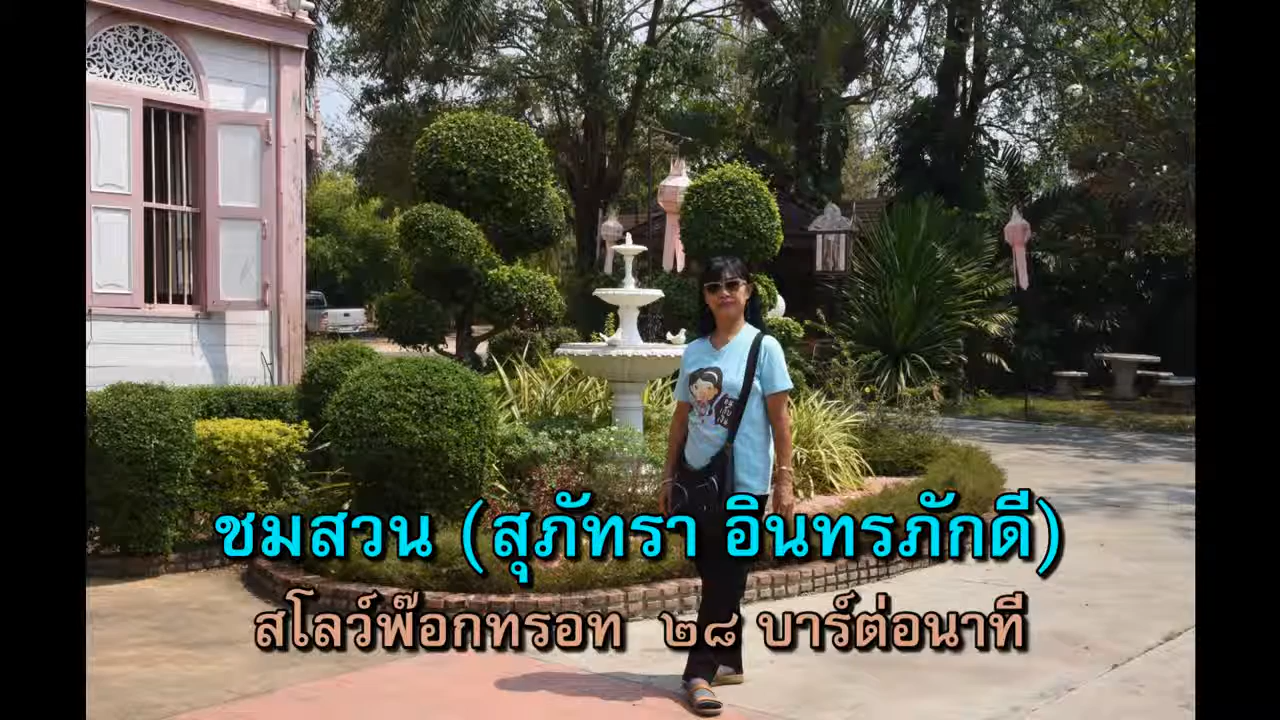 ชมสวน (สุภัทรา อินทรภักดี)
สโลว์ฟ๊อกทรอท ๒๘ บาร์ต่อนาที